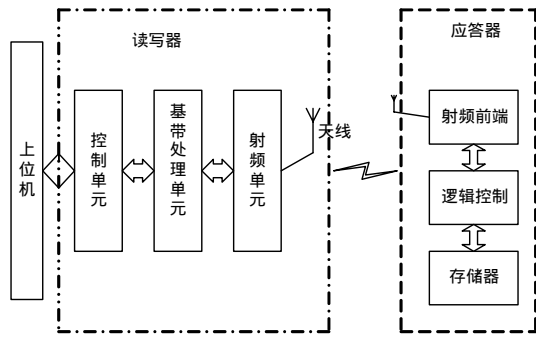 读写器
应答器
上位机
控制单元
基带处理单元
射频单元
天线
射频前端
逻辑控制
存储器